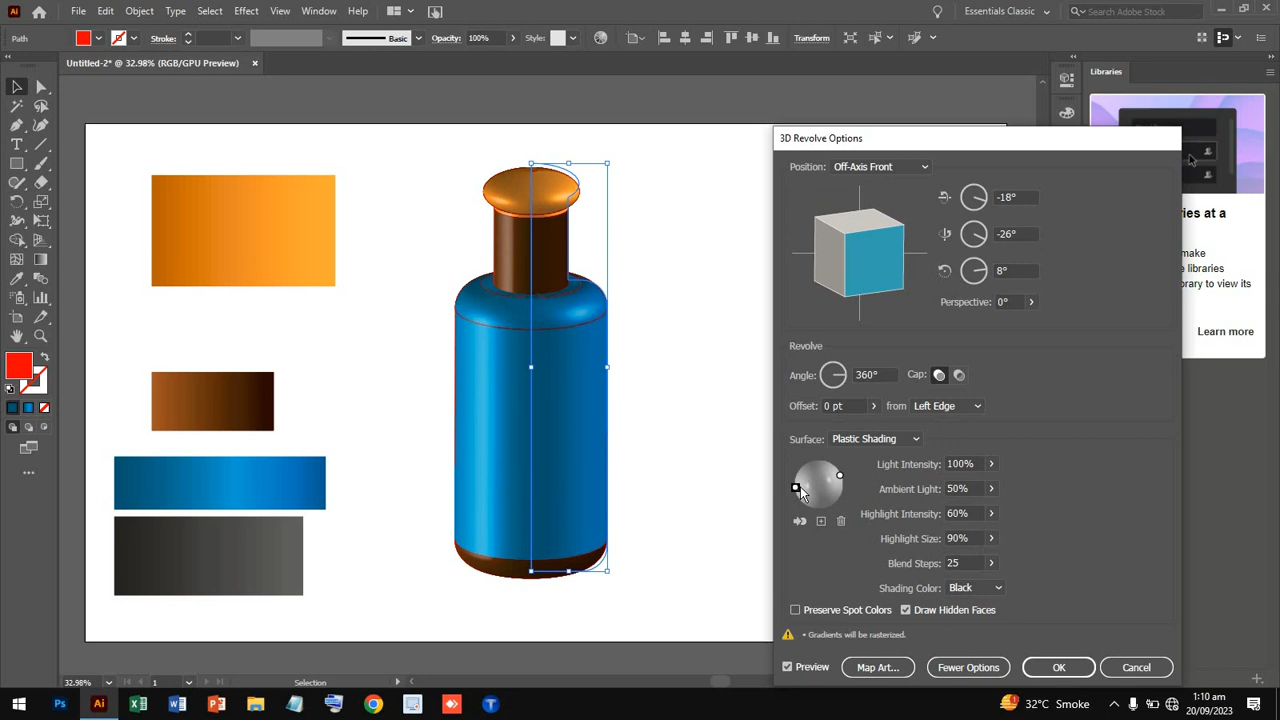 Ai File Edit Object Type Select Effect View Window Help Essentials Classic Search Adobe Stock
Path Stroke: Basic Opacity: 100% Style: Transform
Untitled-2* @ 32.98% (RGB/GPU Preview)
Libraries
ries at a
make
libraries
rary to view its
Learn more
3D Revolve Options
Position: Off-Axis Front
-18°
-26°
8°
Perspective: 0°
Revolve
Angle: 360° Cap:
Offset: 0 pt from Left Edge
Surface: Plastic Shading
Light Intensity: 100%
Ambient Light: 50%
Highlight Intensity: 60%
Highlight Size: 90%
Blend Steps: 25
Shading Color: Black
Preserve Spot Colors Draw Hidden Faces
• Gradients will be rasterized.
Preview Map Art... Fewer Options OK Cancel
32.98% 1 Selection
Ps Ai 32°C Smoke 1:10 am
20/09/2023